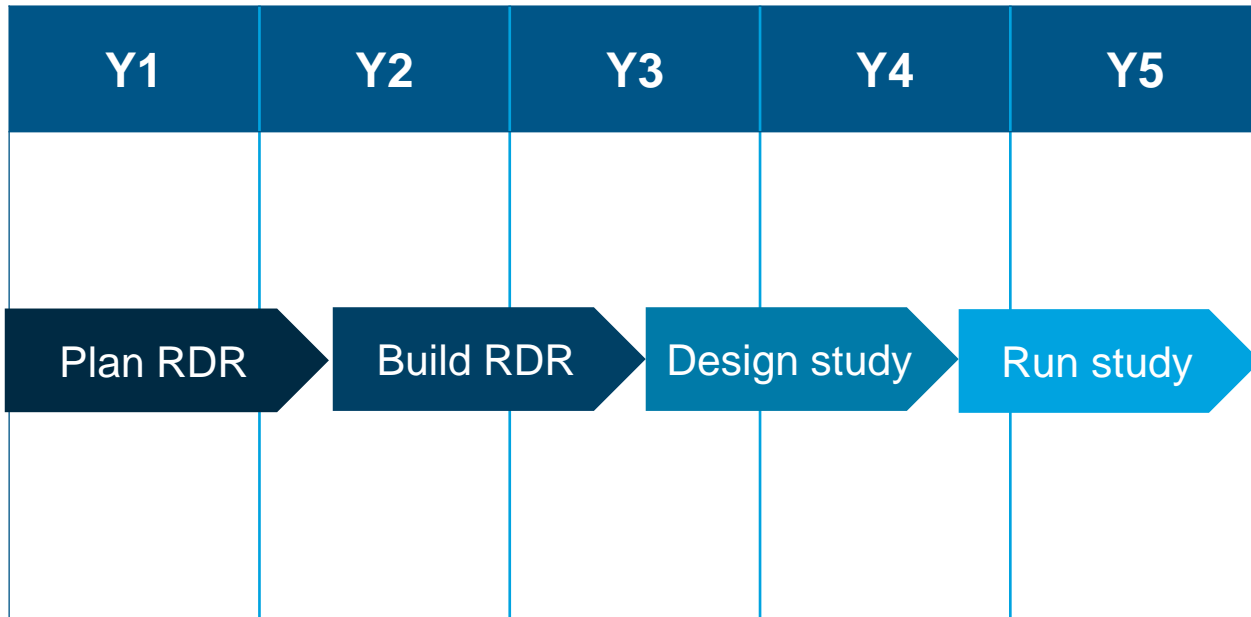 Y1 Y2 Y3 Y4 Y5
Plan RDR
Build RDR
Design study
Run study